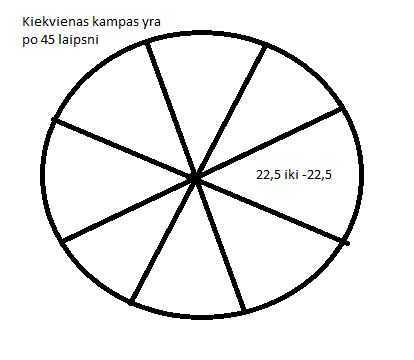 Kiekvienas kampas yra
po 45 laipsni
22,5 iki -22,5